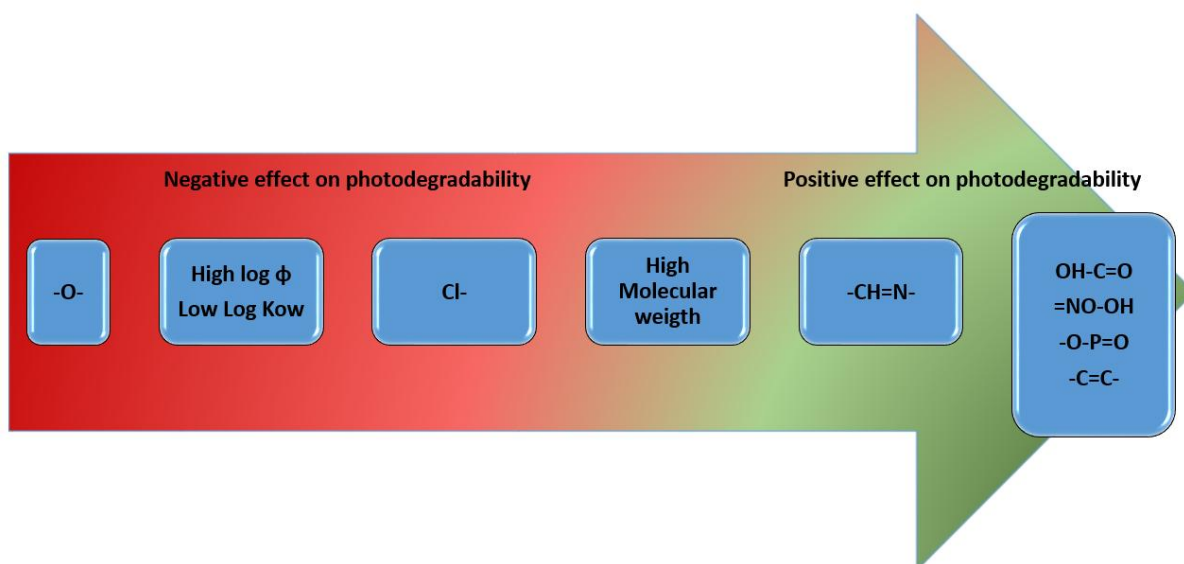 Negative effect on photodegradability
Positive effect on photodegradability
-O-
High log ϕ
Low Log Kow
Cl-
High
Molecular
weigth
-CH=N-
OH-C=O
=NO-OH
-O-P=O
-C=C-